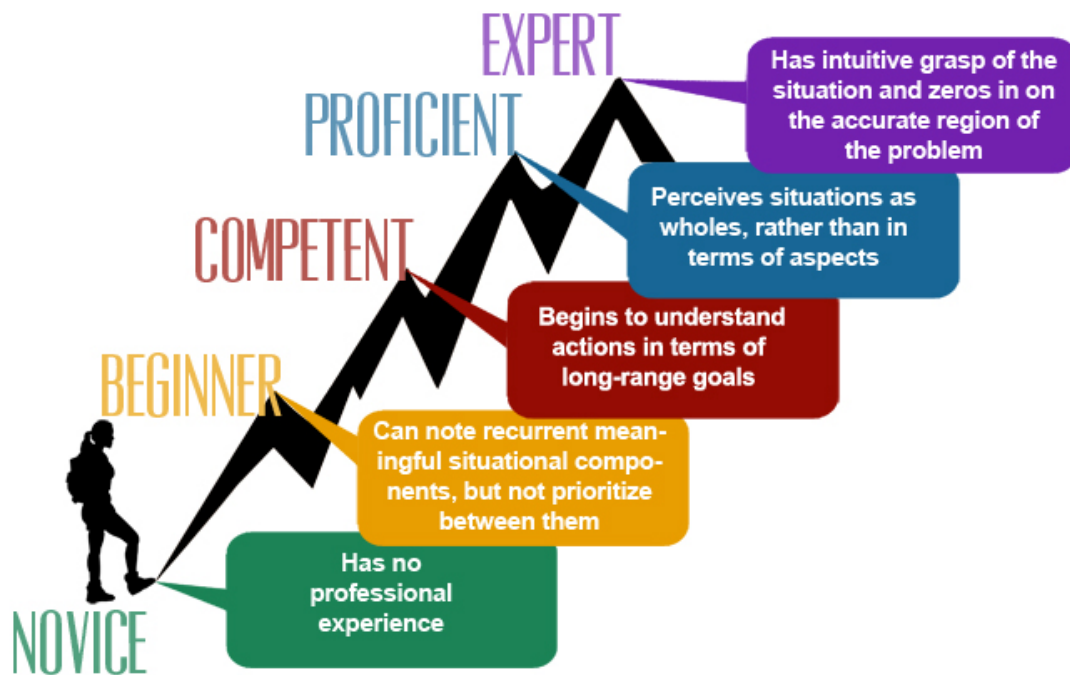 EXPERT
Has intuitive grasp of the
situation and zeros in on
the accurate region of
the problem
PROFICIENT
Perceives situations as
wholes, rather than in
terms of aspects
COMPETENT
Begins to understand
actions in terms of
long-range goals
BEGINNER
Can note recurrent mean-
ingful situational compo-
nents, but not prioritize
between them
Has no
professional
experience
NOVICE